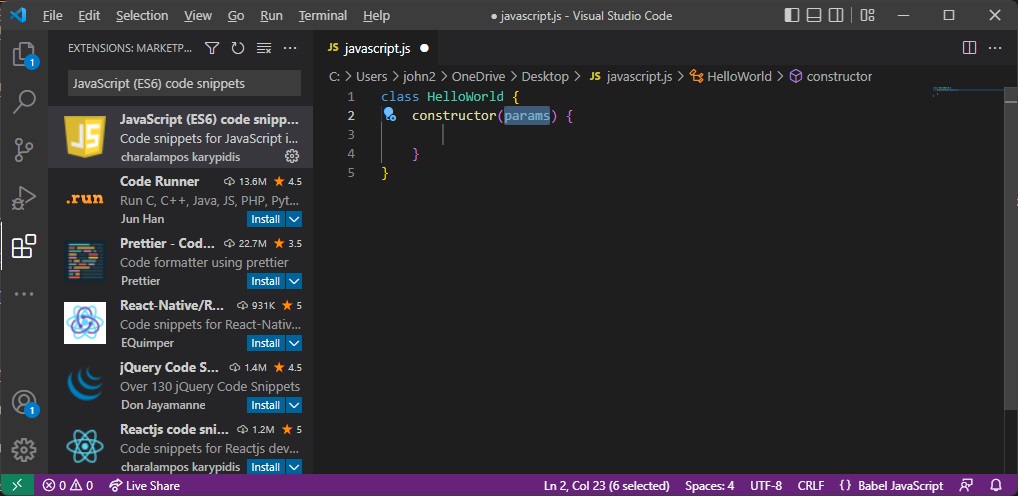 File Edit Selection View Go Run Terminal Help ● javascript.js - Visual Studio Code
EXTENSIONS: MARKETP...
JavaScript (ES6) code snippets
JavaScript (ES6) code snipp...
Code snippets for JavaScript i...
charalampos karypidis
Code Runner 13.6M ★ 4.5
Run C, C++, Java, JS, PHP, Pyt...
Jun Han Install
Prettier - Cod... 22.7M ★ 3.5
Code formatter using prettier
Prettier Install
React-Native/R... 931K ★ 5
Code snippets for React-Nativ...
EQuimper Install
jQuery Code S... 1.4M ★ 4.5
Over 130 jQuery Code Snippets
Don Jayamanne Install
Reactjs code sni... 1.2M ★ 5
Code snippets for Reactjs dev...
charalampos karypidis Install
JS
.run
1
1
JS javascript.js ●
C: > Users > john2 > OneDrive > Desktop > JS javascript.js > HelloWorld > constructor
1 class HelloWorld {
2 constructor(params) {
3
4 }
5 }
0 0 Live Share Ln 2, Col 23 (6 selected) Spaces: 4 UTF-8 CRLF {} Babel JavaScript